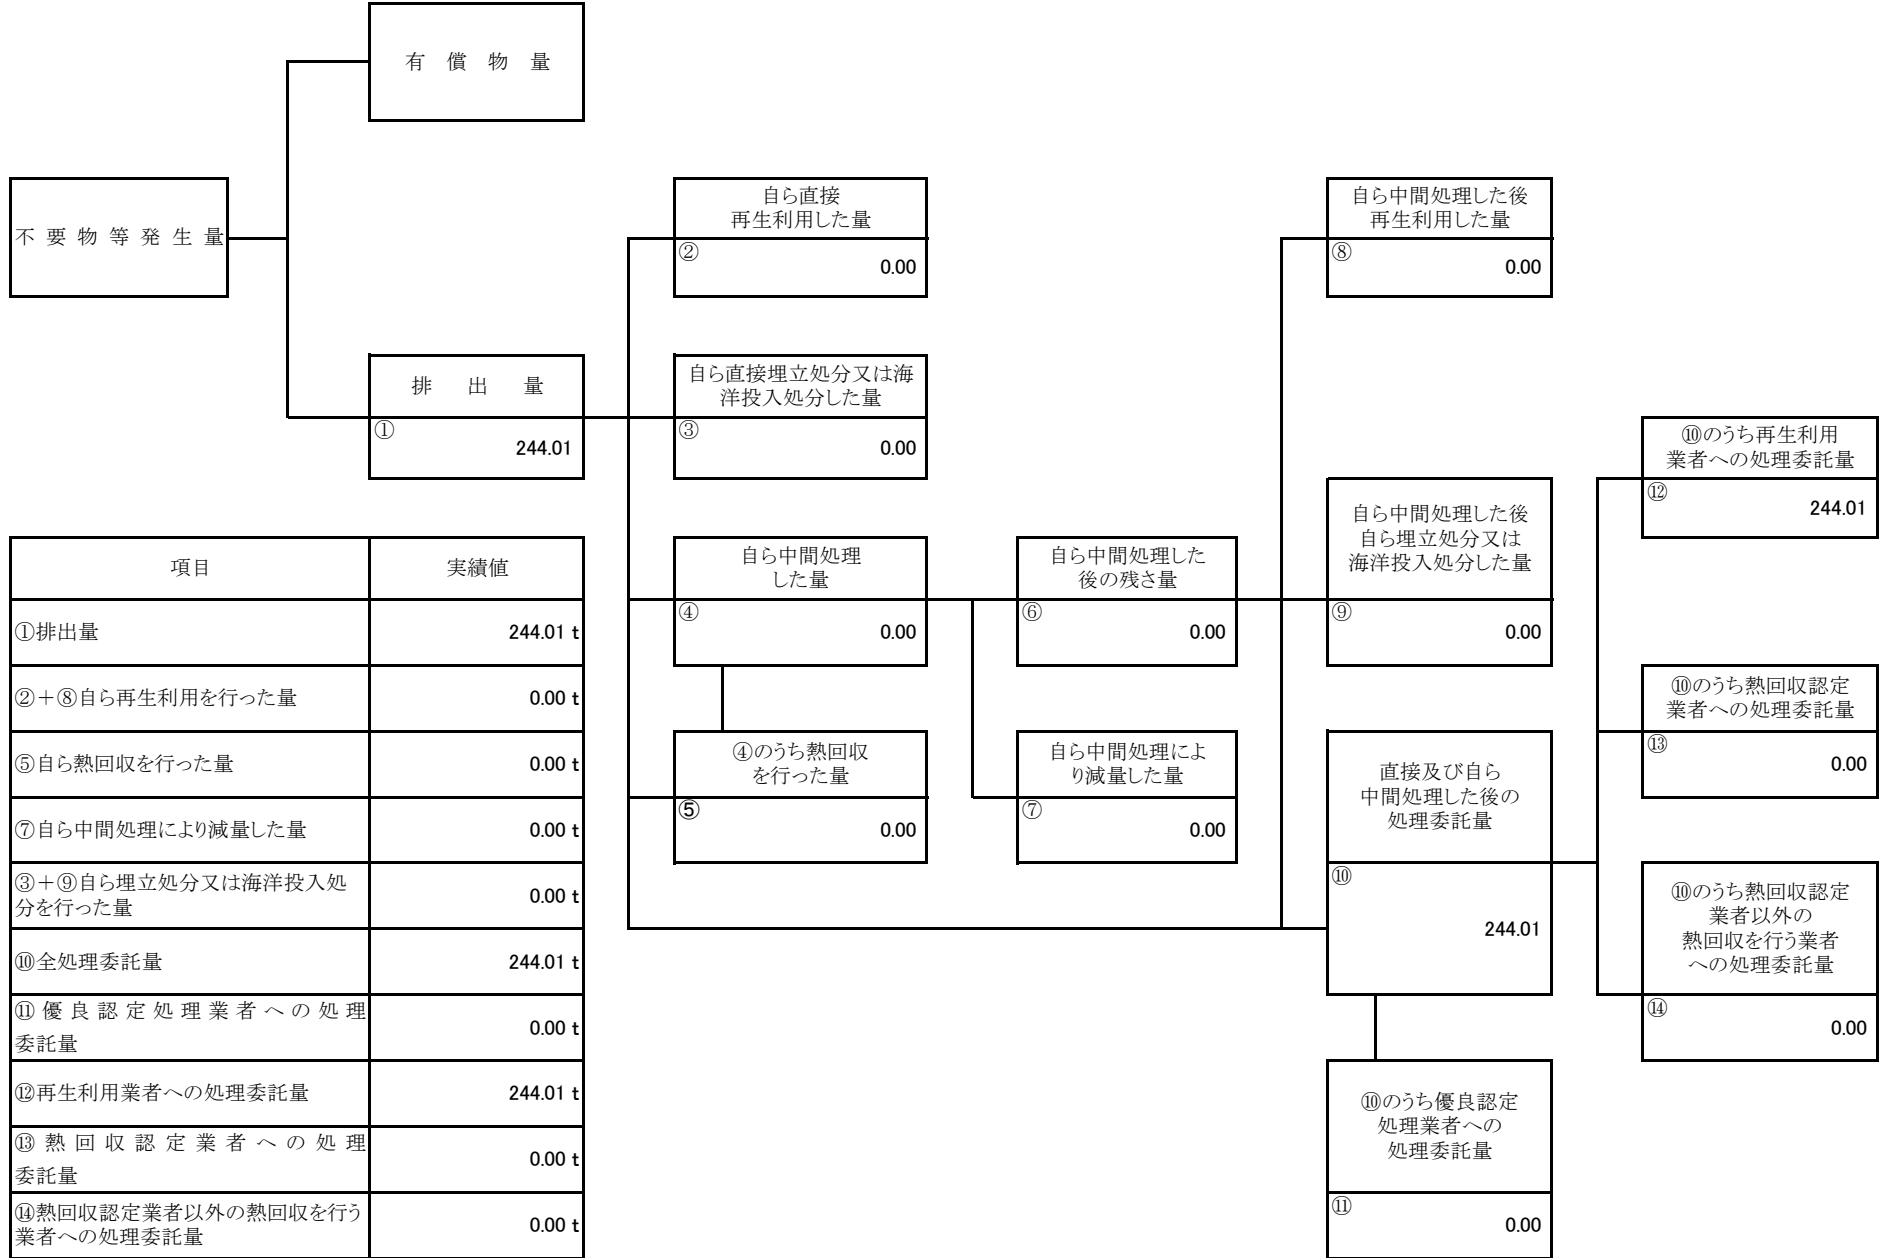 有償物量
不要物等発生量
自ら直接
再生利用した量
②
0.00
自ら中間処理した後
再生利用した量
⑧
0.00
排出量
①
244.01
自ら直接埋立処分又は海
洋投入処分した量
③
0.00
⑩のうち再生利用
業者への処理委託量
⑫
244.01
自ら中間処理した後
自ら埋立処分又は
海洋投入処分した量
⑨
0.00
自ら中間処理
した量
④
0.00
自ら中間処理した
後の残さ量
⑥
0.00
⑩のうち熱回収認定
業者への処理委託量
⑬
0.00
④のうち熱回収
を行った量
⑤
0.00
自ら中間処理によ
り減量した量
⑦
0.00
直接及び自ら
中間処理した後の
処理委託量
⑩
244.01
⑩のうち熱回収認定
業者以外の
熱回収を行う業者
への処理委託量
⑭
0.00
⑩のうち優良認定
処理業者への
処理委託量
⑪
0.00
項目 実績値
①排出量 244.01 t
②＋⑧自ら再生利用を行った量 0.00 t
⑤自ら熱回収を行った量 0.00 t
⑦自ら中間処理により減量した量 0.00 t
③＋⑨自ら埋立処分又は海洋投入処
分を行った量 0.00 t
⑩全処理委託量 244.01 t
⑪優良認定処理業者への処理
委託量 0.00 t
⑫再生利用業者への処理委託量 244.01 t
⑬熱回収認定業者への処理
委託量 0.00 t
⑭熱回収認定業者以外の熱回収を行う
業者への処理委託量 0.00 t